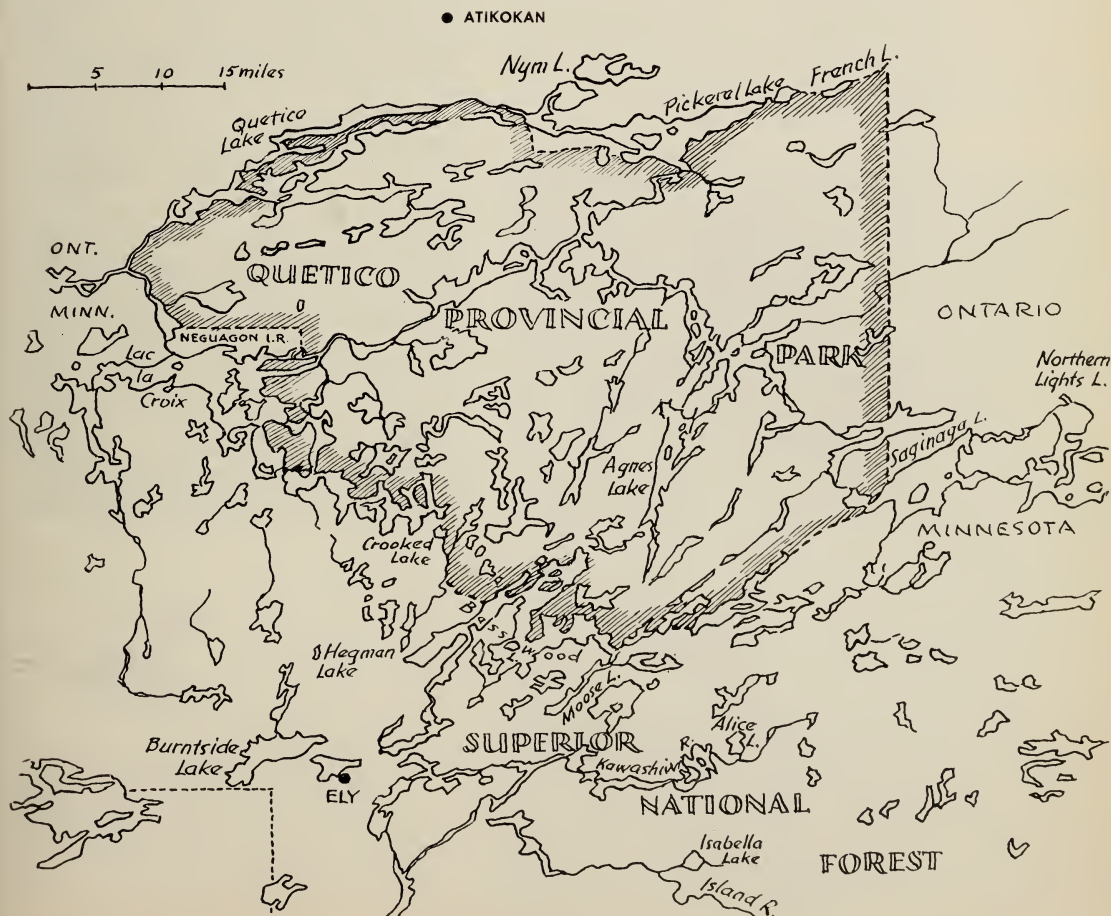 ATIKOKAN
5 10 15 miles
Nym L.
French L.
Pickerel Lake
Quetico
Lake
ONT.
MINN.
QUETICO
PROVINCIAL
PARK
ONTARIO
NEGUAGON I.R.
Lac
la
Croix
Northern
Lights L.
Saginaga L.
Agnes
Lake
MINNESOTA
Crooked
Lake
Basswood
L.
Hegman
Lake
Moose L.
Burntside
Lake
ELY
SUPERIOR
Alice
L.
Kawashiwi R.
NATIONAL
FOREST
Isabella
Lake
Island R.